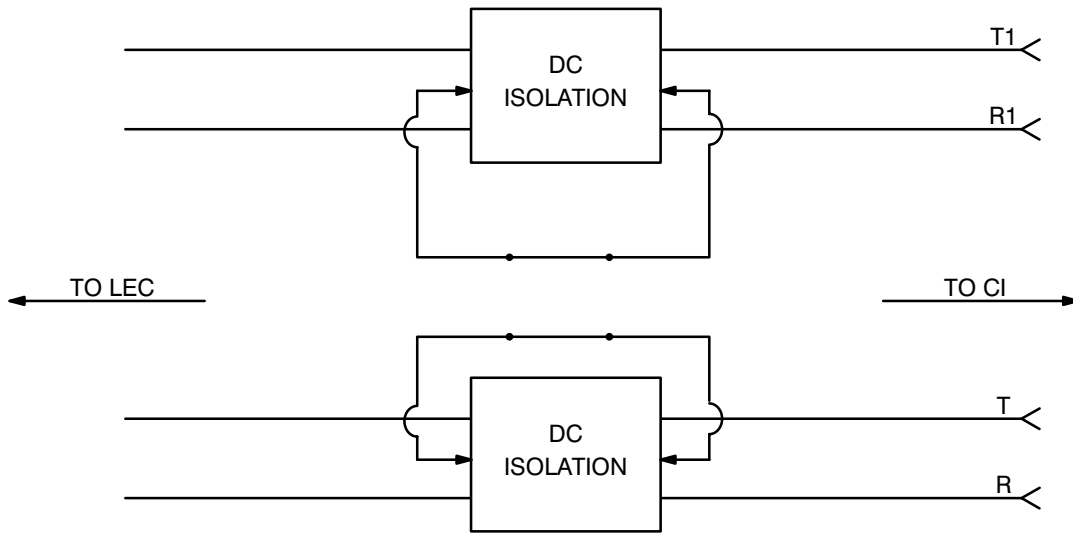 T1
DC
ISOLATION
R1
TO LEC
TO CI
T
DC
ISOLATION
R